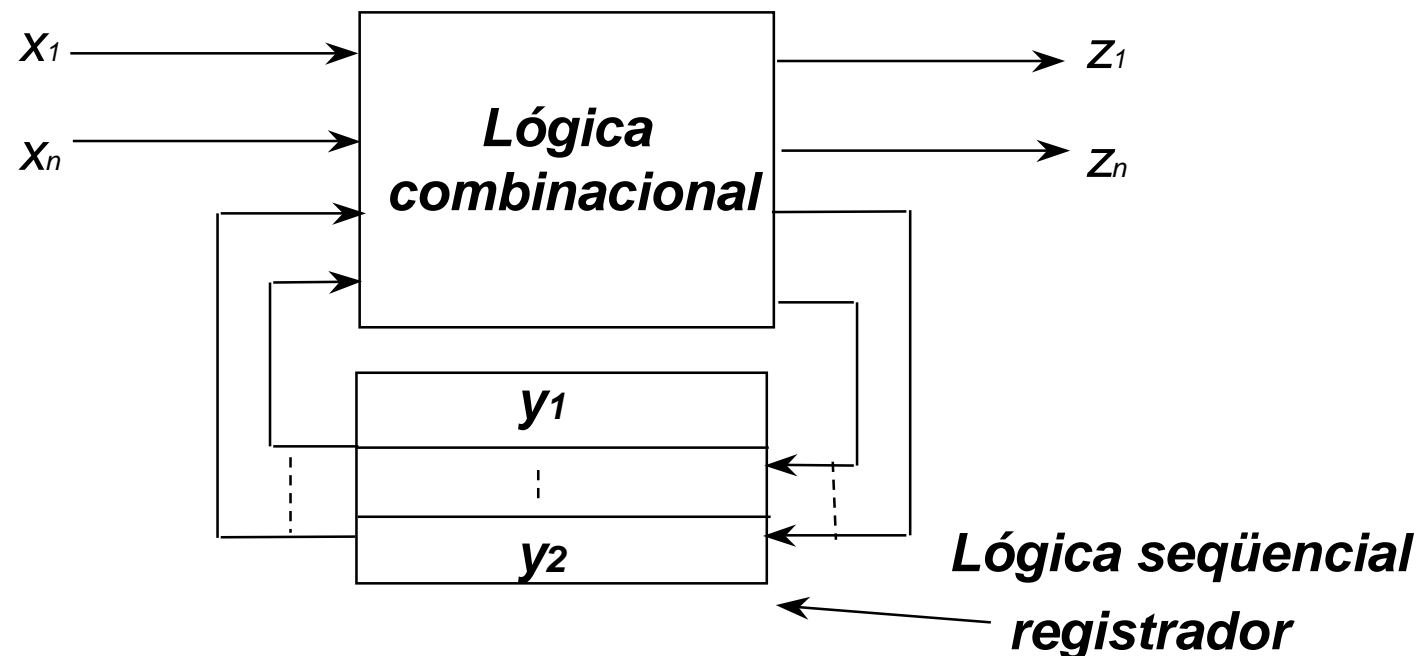 x1
z1
Lógica
combinacional
xn
zn
y1
y2
Lógica seqüencial
registrador